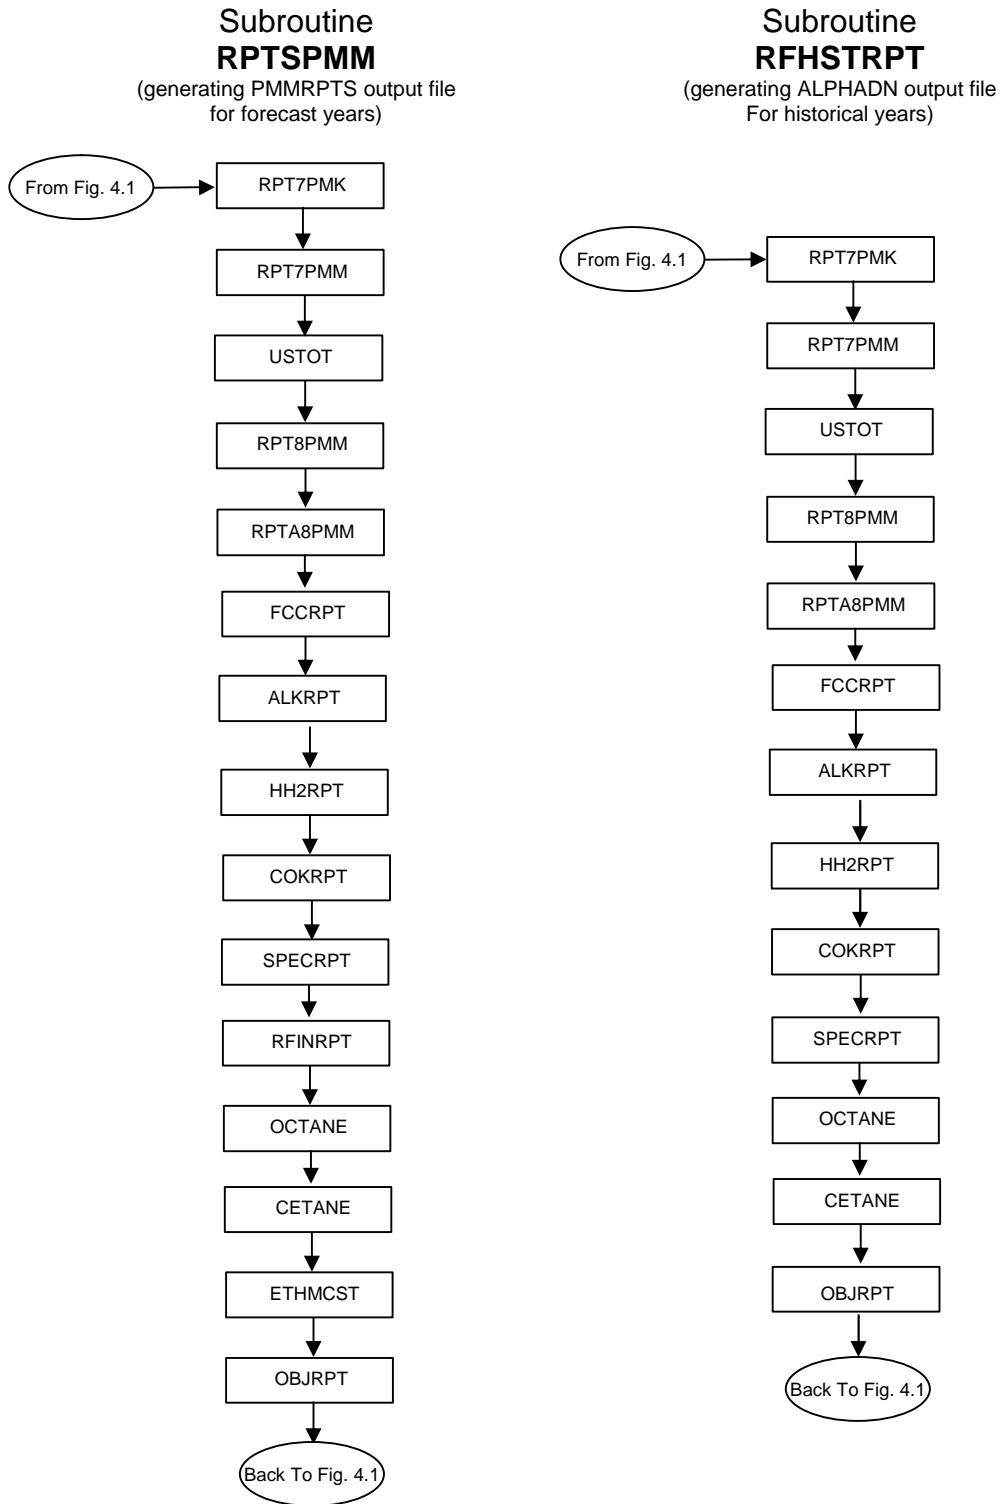 Subroutine
RPTSPMM
(generating PMMRPTS output file
for forecast years)
From Fig. 4.1
RPT7PMK
RPT7PMM
USTOT
RPT8PMM
RPTA8PMM
FCCRPT
ALKRPT
HH2RPT
COKRPT
SPECRPT
RFINRPT
OCTANE
CETANE
ETHMCST
OBJRPT
Back To Fig. 4.1
Subroutine
RFHSTRPT
(generating ALPHADN output file
For historical years)
From Fig. 4.1
RPT7PMK
RPT7PMM
USTOT
RPT8PMM
RPTA8PMM
FCCRPT
ALKRPT
HH2RPT
COKRPT
SPECRPT
OCTANE
CETANE
OBJRPT
Back To Fig. 4.1